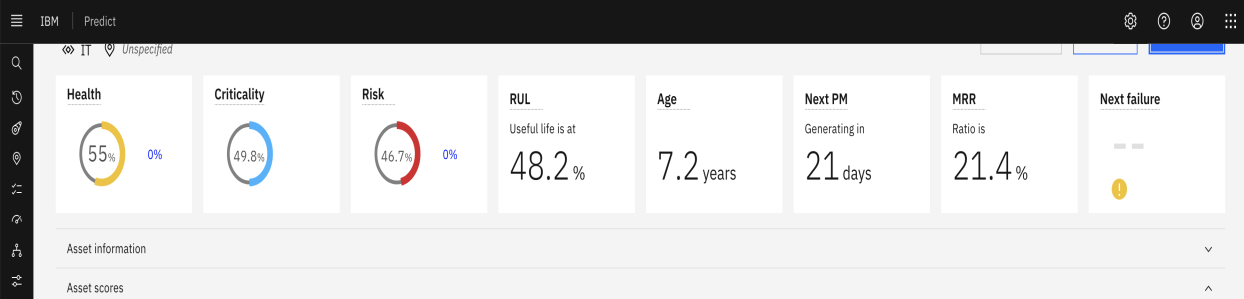 IBM Predict
IT Unspecified
Health
55%
0%
Criticality
49.8%
Risk
46.7%
0%
RUL
Useful life is at
48.2 %
Age
7.2 years
Next PM
Generating in
21 days
MRR
Ratio is
21.4 %
Next failure
--
Asset information
Asset scores